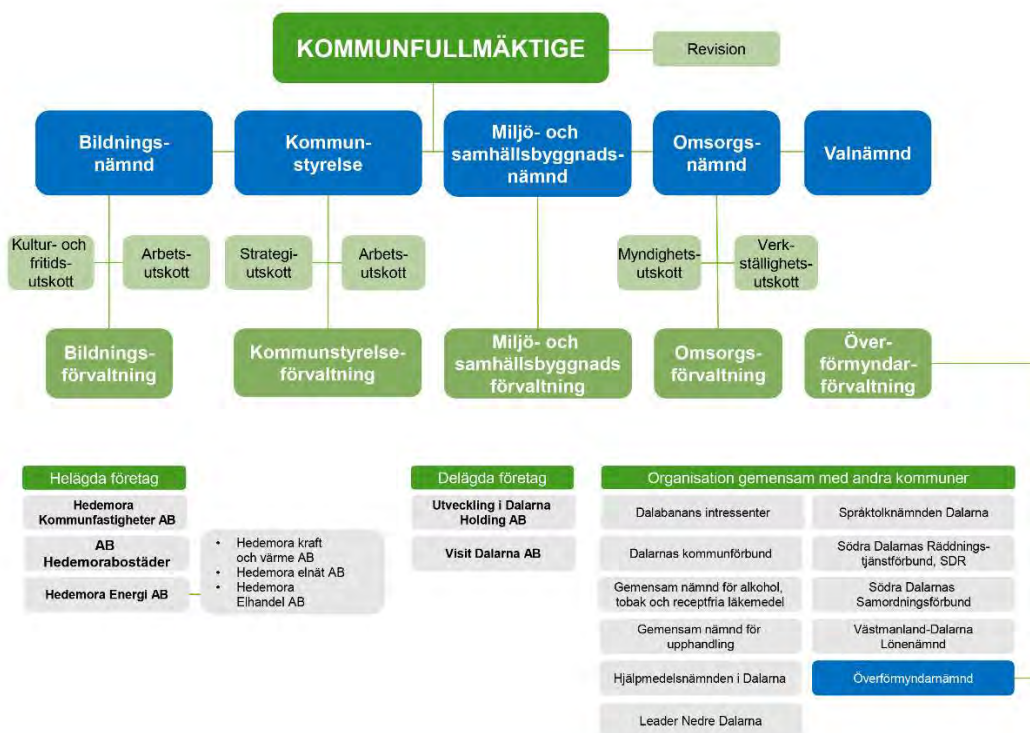 KOMMUNFULLMÄKTIGE
Revision
Bildnings-
nämnd
Kommun-
styrelse
Miljö- och
samhällsbyggnads-
nämnd
Omsorgs-
nämnd
Valnämnd
Kultur- och
fritids-
utskott
Arbets-
utskott
Strategi-
utskott
Arbets-
utskott
Myndighets-
utskott
Verk-
ställighets-
utskott
Bildnings-
förvaltning
Kommunstyrelse-
förvaltning
Miljö- och
samhällsbyggnads
förvaltning
Omsorgs-
förvaltning
Över-
förmyndar-
förvaltning
Helägda företag
Hedemora
Kommunfastigheter AB
AB
Hedemorabostäder
Hedemora Energi AB
• Hedemora kraft
och värme AB
• Hedemora elnät AB
• Hedemora
Elhandel AB
Delägda företag
Utveckling i Dalarna
Holding AB
Visit Dalarna AB
Organisation gemensam med andra kommuner
Dalabanans intressenter
Dalarnas kommunförbund
Gemensam nämnd för alkohol,
tobak och receptfria läkemedel
Gemensam nämnd för
upphandling
Hjälpmedelsnämnden i Dalarna
Leader Nedre Dalarna
Språktolknämnden Dalarna
Södra Dalarnas Räddnings-
tjänstförbund, SDR
Södra Dalarnas
Samordningsförbund
Västmanland-Dalarna
Lönenämnd
Överförmyndarnämnd